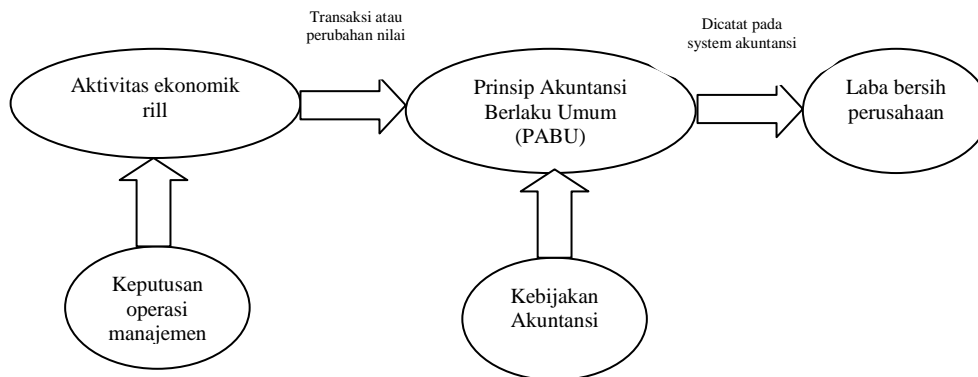 Transaksi atau
perubahan nilai
Dicatat pada
system akuntansi
Aktivitas ekonomik
rill
Prinsip Akuntansi
Berlaku Umum
(PABU)
Laba bersih
perusahaan
Keputusan
operasi
manajemen
Kebijakan
Akuntansi